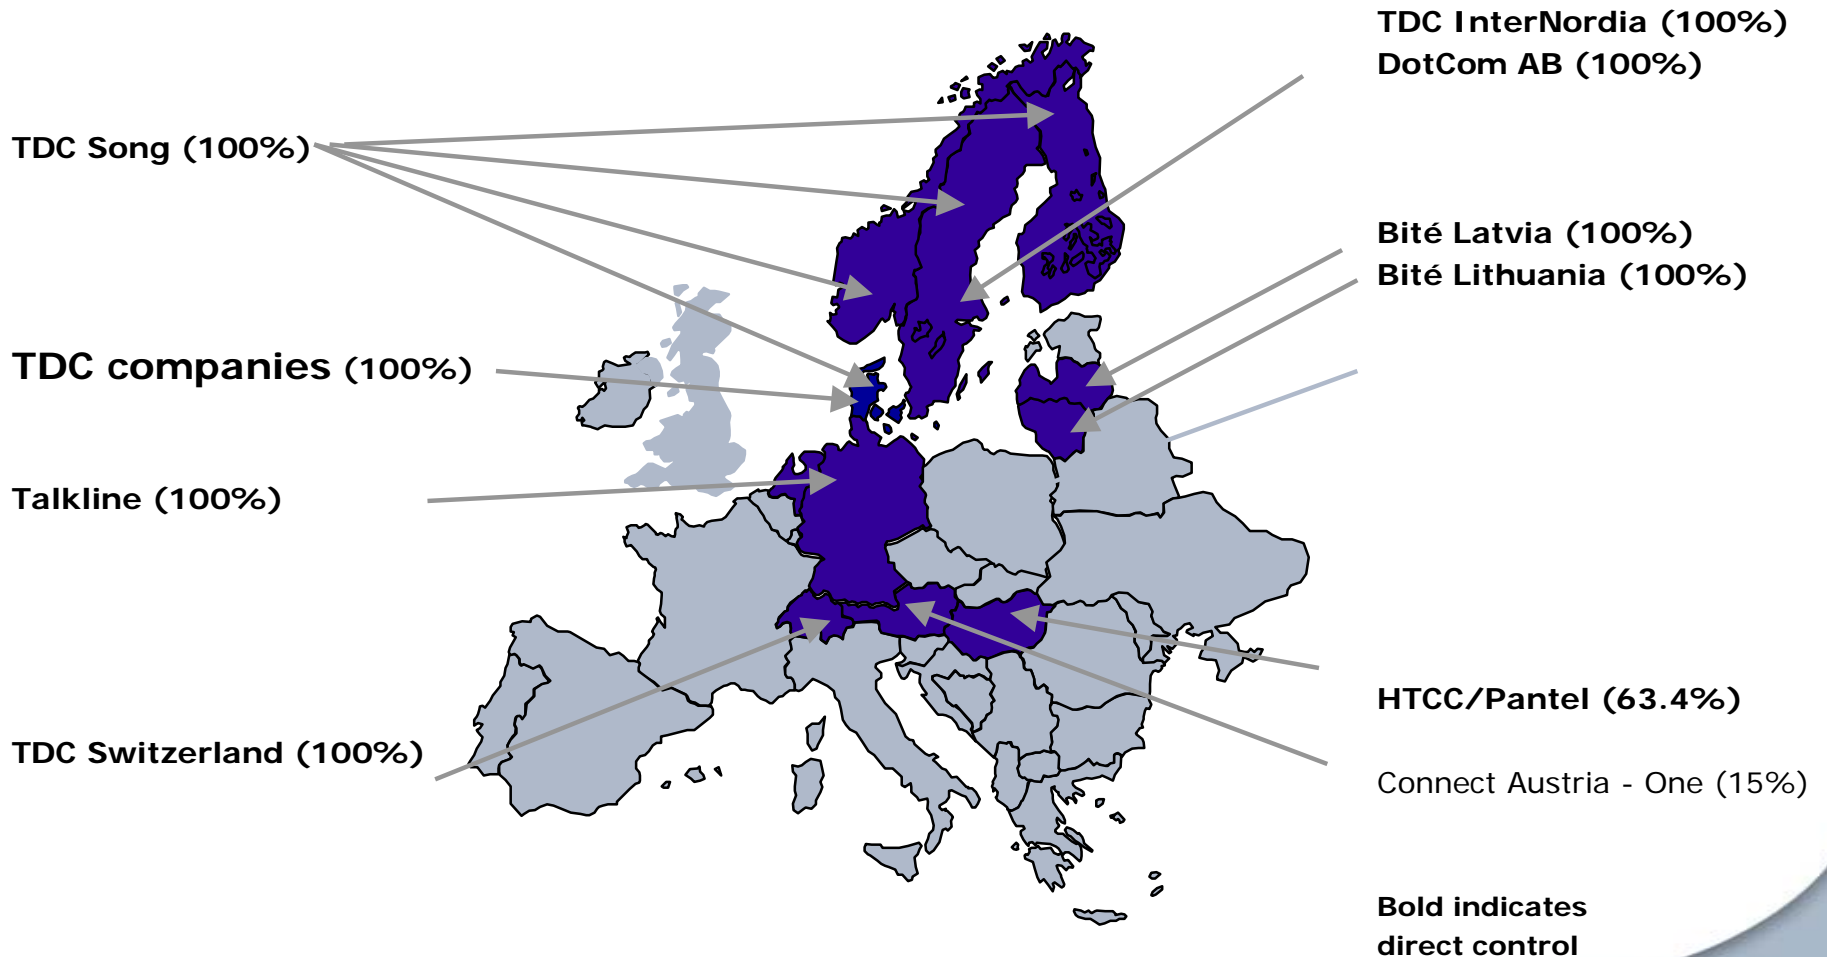 TDC InterNordia (100%)
DotCom AB (100%)
TDC Song (100%)
Bité Latvia (100%)
Bité Lithuania (100%)
TDC companies (100%)
Talkline (100%)
HTCC/Pantel (63.4%)
TDC Switzerland (100%)
Connect Austria - One (15%)
Bold indicates
direct control